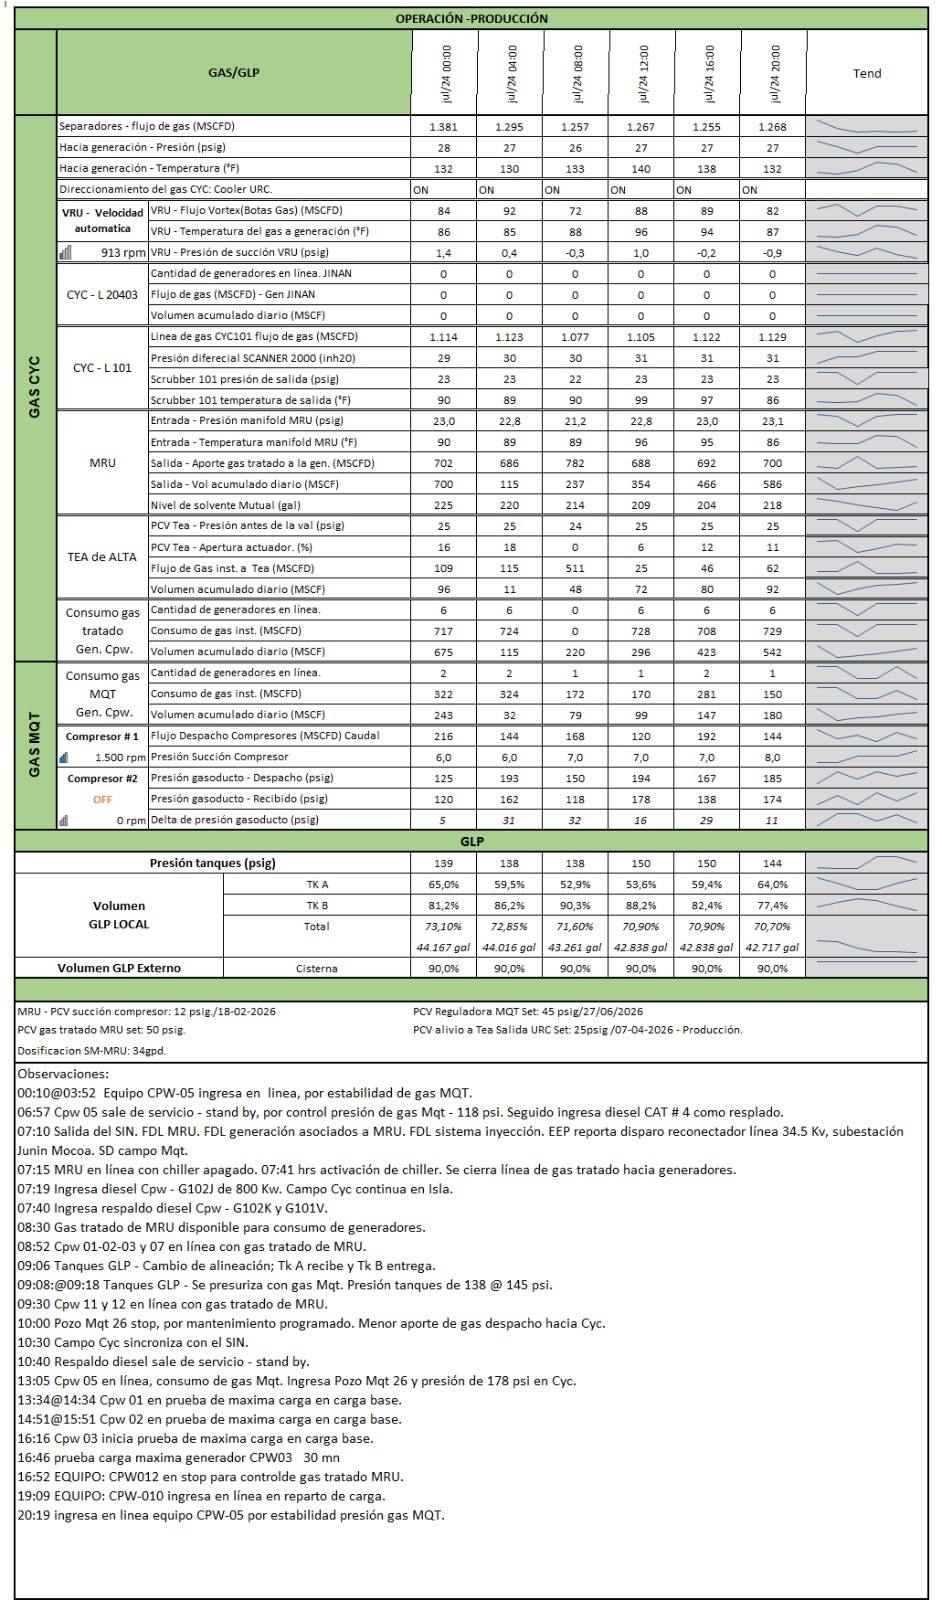 OPERACIÓN -PRODUCCIÓN
GAS/GLP jul/24 00:00 jul/24 04:00 jul/24 08:00 jul/24 12:00 jul/24 16:00 jul/24 20:00 Tend
GAS CYC
Separadores - flujo de gas (MSCFD) 1.381 1.295 1.257 1.267 1.255 1.268
Hacia generación - Presión (psig) 28 27 26 27 27 27
Hacia generación - Temperatura (°F) 132 130 133 140 138 132
Direccionamiento del gas CYC: Cooler URC. ON ON ON ON ON ON
VRU - Velocidad automatica
913 rpm
VRU - Flujo Vortex(Botas Gas) (MSCFD) 84 92 72 88 89 82
VRU - Temperatura del gas a generación (°F) 86 85 88 96 94 87
VRU - Presión de succión VRU (psig) 1,4 0,4 -0,3 1,0 -0,2 -0,9
CYC - L 20403
Cantidad de generadores en línea. JINAN 0 0 0 0 0 0
Flujo de gas (MSCFD) - Gen JINAN 0 0 0 0 0 0
Volumen acumulado diario (MSCF) 0 0 0 0 0 0
CYC - L 101
Linea de gas CYC101 flujo de gas (MSCFD) 1.114 1.123 1.077 1.105 1.122 1.129
Presión diferecial SCANNER 2000 (inh20) 29 30 30 31 31 31
Scrubber 101 presión de salida (psig) 23 23 22 23 23 23
Scrubber 101 temperatura de salida (°F) 90 89 90 99 97 86
MRU
Entrada - Presión manifold MRU (psig) 23,0 22,8 21,2 22,8 23,0 23,1
Entrada - Temperatura manifold MRU (°F) 90 89 89 96 95 86
Salida - Aporte gas tratado a la gen. (MSCFD) 702 686 782 688 692 700
Salida - Vol acumulado diario (MSCF) 700 115 237 354 466 586
Nivel de solvente Mutual (gal) 225 220 214 209 204 218
TEA de ALTA
PCV Tea - Presión antes de la val (psig) 25 25 24 25 25 25
PCV Tea - Apertura actuador. (%) 16 18 0 6 12 11
Flujo de Gas inst. a Tea (MSCFD) 109 115 511 25 46 62
Volumen acumulado diario (MSCF) 96 11 48 72 80 92
Consumo gas tratado Gen. Cpw.
Cantidad de generadores en línea. 6 6 0 6 6 6
Consumo de gas inst. (MSCFD) 717 724 0 728 708 729
Volumen acumulado diario (MSCF) 675 115 220 296 423 542
GAS MQT
Consumo gas MQT Gen. Cpw.
Cantidad de generadores en línea. 2 2 1 1 2 1
Consumo de gas inst. (MSCFD) 322 324 172 170 281 150
Volumen acumulado diario (MSCF) 243 32 79 99 147 180
Compresor # 1
1.500 rpm
Flujo Despacho Compresores (MSCFD) Caudal 216 144 168 120 192 144
Presión Succión Compresor 6,0 6,0 7,0 7,0 7,0 8,0
Compresor #2
OFF
0 rpm
Presión gasoducto - Despacho (psig) 125 193 150 194 167 185
Presión gasoducto - Recibido (psig) 120 162 118 178 138 174
Delta de presión gasoducto (psig) 5 31 32 16 29 11
GLP
Presión tanques (psig) 139 138 138 150 150 144
Volumen GLP LOCAL
TK A 65,0% 59,5% 52,9% 53,6% 59,4% 64,0%
TK B 81,2% 86,2% 90,3% 88,2% 82,4% 77,4%
Total 73,10% 72,85% 71,60% 70,90% 70,90% 70,70%
44.167 gal 44.016 gal 43.261 gal 42.838 gal 42.838 gal 42.717 gal
Volumen GLP Externo Cisterna 90,0% 90,0% 90,0% 90,0% 90,0% 90,0%
MRU - PCV succión compresor: 12 psig./18-02-2026 PCV Reguladora MQT Set: 45 psig/27/06/2026
PCV gas tratado MRU set: 50 psig. PCV alivio a Tea Salida URC Set: 25psig /07-04-2026 - Producción.
Dosificacion SM-MRU: 34gpd.
Observaciones:
00:10@03:52 Equipo CPW-05 ingresa en linea, por estabilidad de gas MQT.
06:57 Cpw 05 sale de servicio - stand by, por control presión de gas Mqt - 118 psi. Seguido ingresa diesel CAT # 4 como resplado.
07:10 Salida del SIN. FDL MRU. FDL generación asociados a MRU. FDL sistema inyección. EEP reporta disparo reconectador línea 34.5 Kv, subestación
Junin Mocoa. SD campo Mqt.
07:15 MRU en línea con chiller apagado. 07:41 hrs activación de chiller. Se cierra línea de gas tratado hacia generadores.
07:19 Ingresa diesel Cpw - G102J de 800 Kw. Campo Cyc continua en Isla.
07:40 Ingresa respaldo diesel Cpw - G102K y G101V.
08:30 Gas tratado de MRU disponible para consumo de generadores.
08:52 Cpw 01-02-03 y 07 en línea con gas tratado de MRU.
09:06 Tanques GLP - Cambio de alineación; Tk A recibe y Tk B entrega.
09:08:@09:18 Tanques GLP - Se presuriza con gas Mqt. Presión tanques de 138 @ 145 psi.
09:30 Cpw 11 y 12 en línea con gas tratado de MRU.
10:00 Pozo Mqt 26 stop, por mantenimiento programado. Menor aporte de gas despacho hacia Cyc.
10:30 Campo Cyc sincroniza con el SIN.
10:40 Respaldo diesel sale de servicio - stand by.
13:05 Cpw 05 en línea, consumo de gas Mqt. Ingresa Pozo Mqt 26 y presión de 178 psi en Cyc.
13:34@14:34 Cpw 01 en prueba de maxima carga en carga base.
14:51@15:51 Cpw 02 en prueba de maxima carga en carga base.
16:16 Cpw 03 inicia prueba de maxima carga en carga base.
16:46 prueba carga maxima generador CPW03 30 mn
16:52 EQUIPO: CPW012 en stop para controlde gas tratado MRU.
19:09 EQUIPO: CPW-010 ingresa en línea en reparto de carga.
20:19 ingresa en linea equipo CPW-05 por estabilidad presión gas MQT.